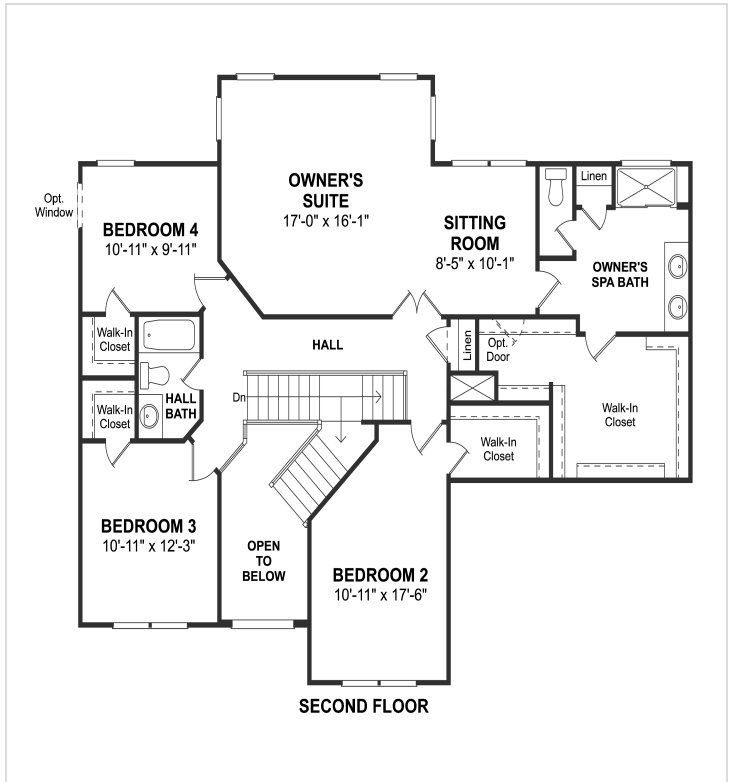 Linen
OWNER'S
SUITE
17'-0" x 16'-1"
Opt.
Window
BEDROOM 4
10'-11" x 9'-11"
SITTING
ROOM
8'-5" x 10'-1"
OWNER'S
SPA BATH
Walk-In
Closet
HALL
Linen
Opt.
Door
HALL
BATH
Dn
Walk-In
Closet
Walk-In
Closet
Walk-In
Closet
BEDROOM 3
10'-11" x 12'-3"
OPEN
TO
BELOW
BEDROOM 2
10'-11" x 17'-6"
SECOND FLOOR